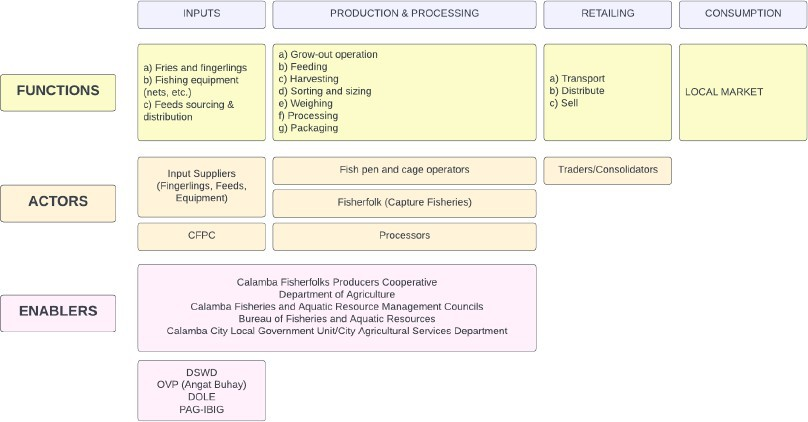 INPUTS
PRODUCTION & PROCESSING
RETAILING
CONSUMPTION
FUNCTIONS
a) Fries and fingerlings
b) Fishing equipment
(nets, etc.)
c) Feeds sourcing &
distribution
a) Grow-out operation
b) Feeding
c) Harvesting
d) Sorting and sizing
e) Weighing
f) Processing
g) Packaging
a) Transport
b) Distribute
c) Sell
LOCAL MARKET
ACTORS
Input Suppliers
(Fingerlings, Feeds,
Equipment)
CFPC
Fish pen and cage operators
Fisherfolk (Capture Fisheries)
Processors
Traders/Consolidators
ENABLERS
Calamba Fisherfolks Producers Cooperative
Department of Agriculture
Calamba Fisheries and Aquatic Resource Management Councils
Bureau of Fisheries and Aquatic Resources
Calamba City Local Government Unit/City Agricultural Services Department
DSWD
OVP (Angat Buhay)
DOLE
PAG-IBIG